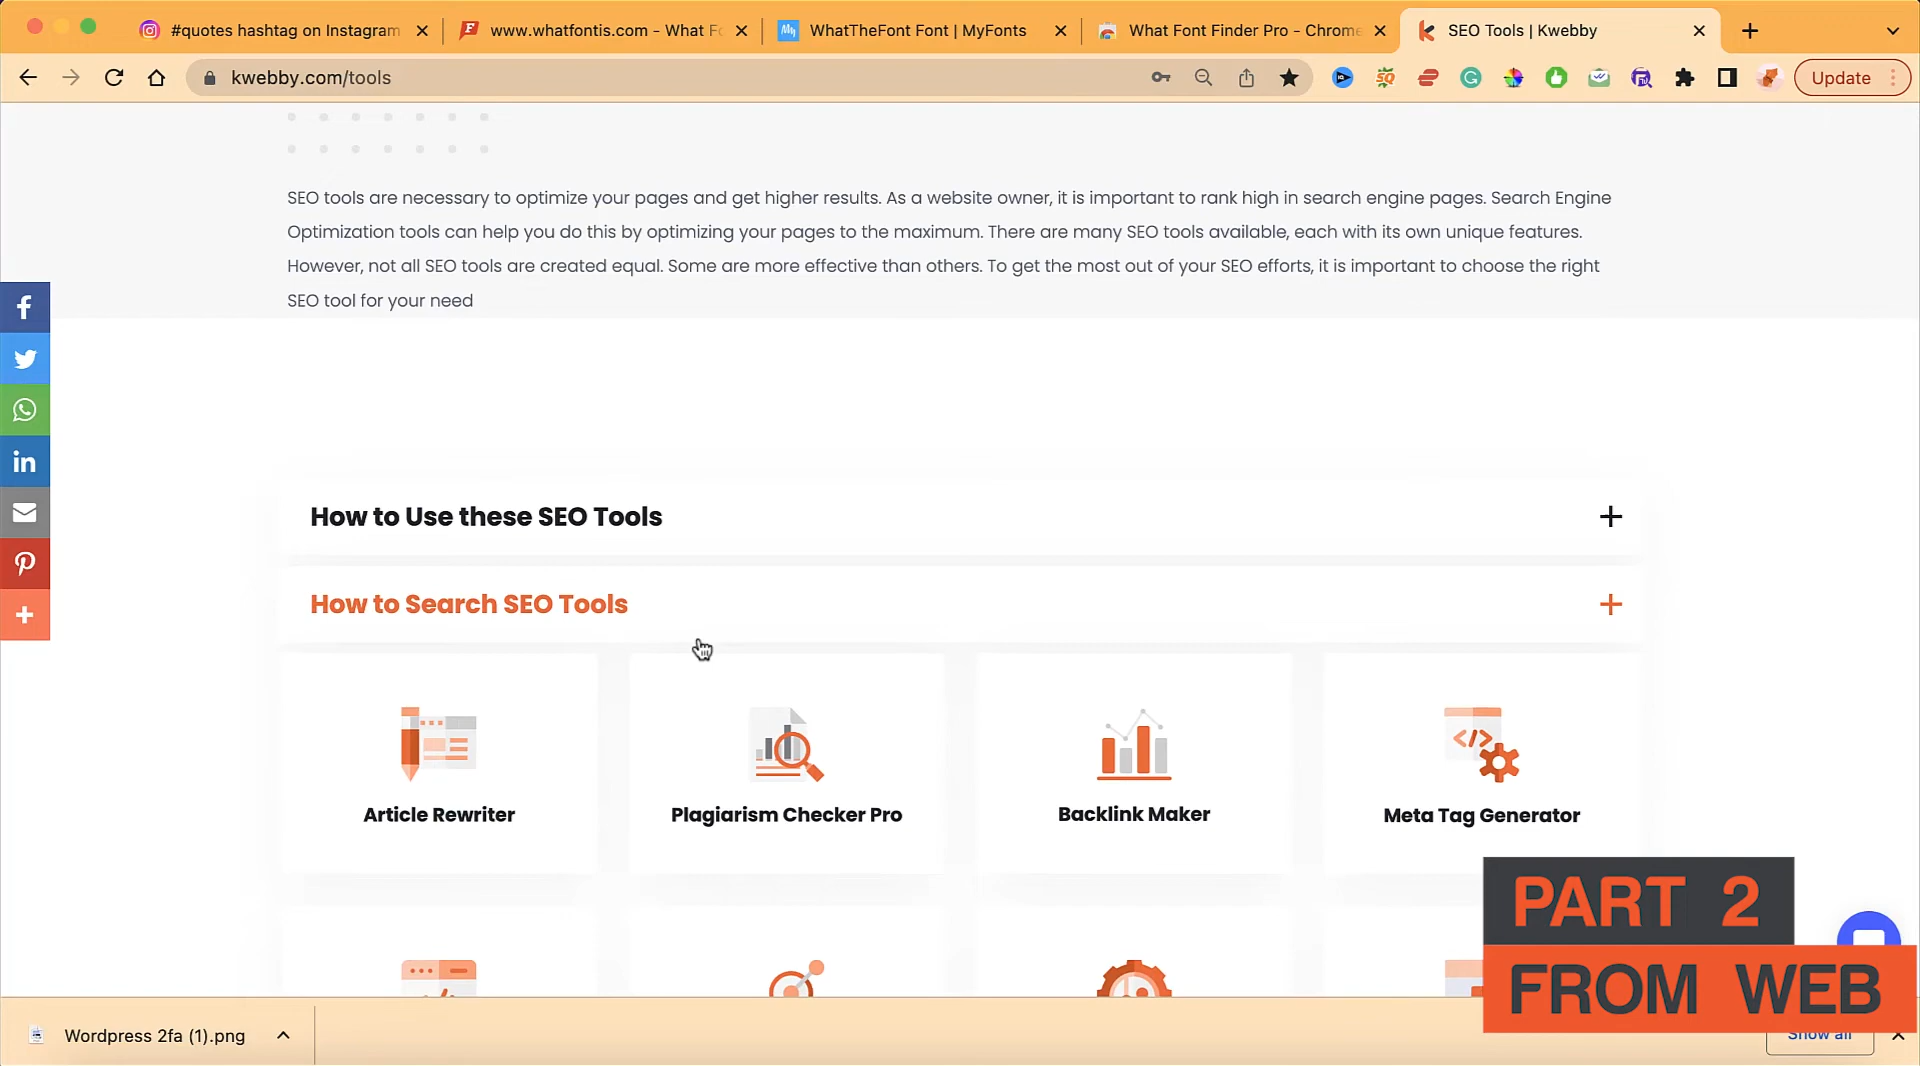 #quotes hashtag on Instagram
www.whatfontis.com - What Fo
WhatTheFont Font | MyFonts
What Font Finder Pro - Chrome
SEO Tools | Kwebby
kwebby.com/tools
Update
SEO tools are necessary to optimize your pages and get higher results. As a website owner, it is important to rank high in search engine pages. Search Engine
Optimization tools can help you do this by optimizing your pages to the maximum. There are many SEO tools available, each with its own unique features.
However, not all SEO tools are created equal. Some are more effective than others. To get the most out of your SEO efforts, it is important to choose the right
SEO tool for your need
How to Use these SEO Tools
How to Search SEO Tools
Article Rewriter
Plagiarism Checker Pro
Backlink Maker
Meta Tag Generator
PART 2
FROM WEB
Wordpress 2fa (1).png
Show all